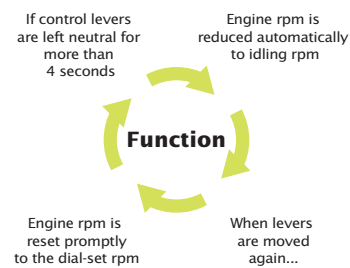 If control levers
are left neutral for
more than
4 seconds
Engine rpm is
reduced automatically
to idling rpm
Function
Engine rpm is
reset promptly
to the dial-set rpm
When levers
are moved
again...